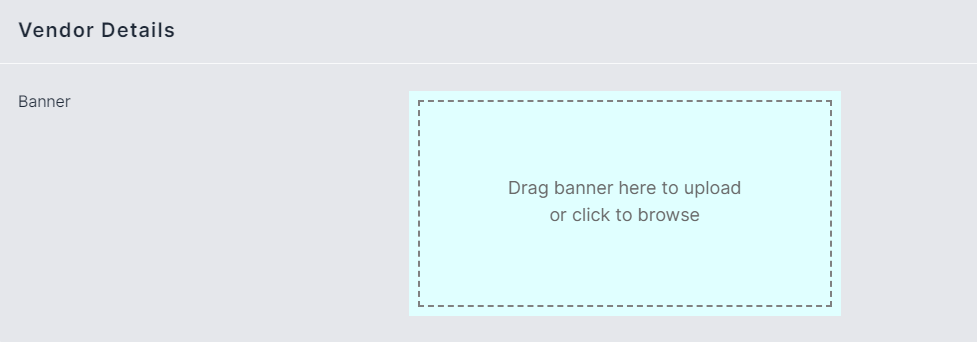 Vendor Details
Banner
Drag banner here to upload
or click to browse